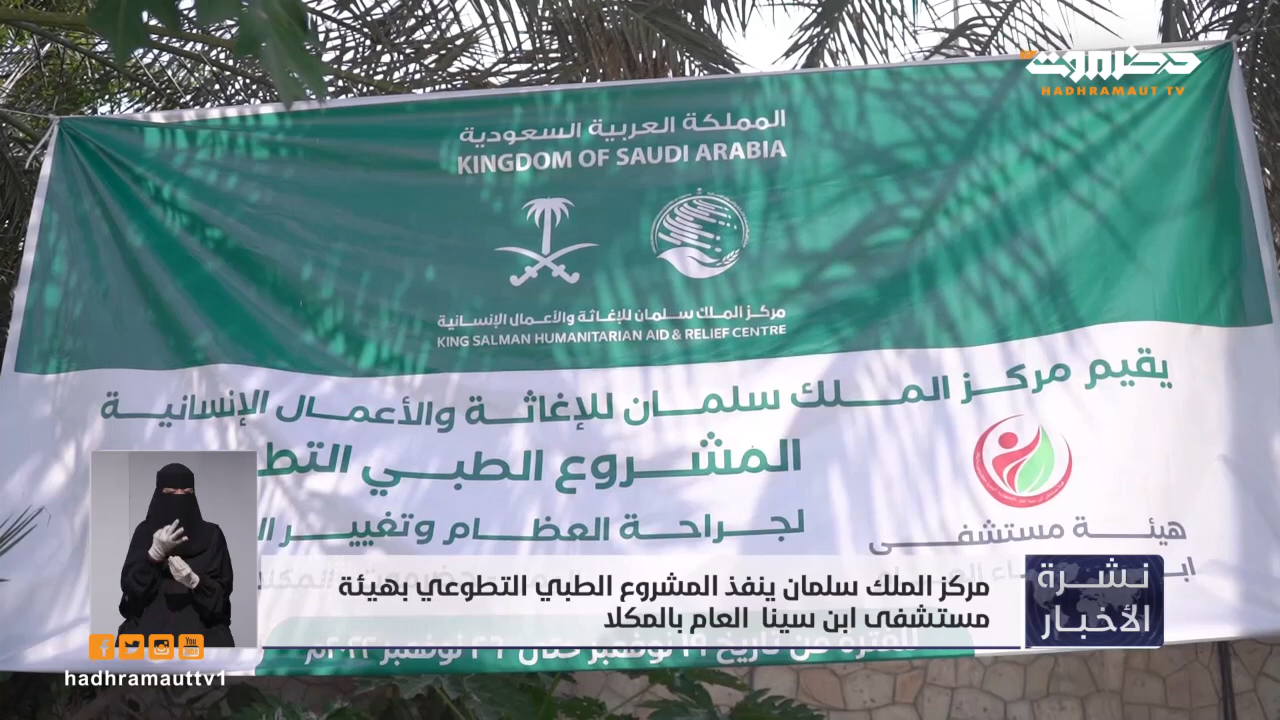 حضرموت
HADHRAMAUT TV
المملكة العربية السعودية
KINGDOM OF SAUDI ARABIA
مركز الملك سلمان للإغاثة والأعمال الإنسانية
KING SALMAN HUMANITARIAN AID & RELIEF CENTRE
يقيم مركز الملك سلمان للإغاثة والأعمال الإنسانية
المشروع الطبي
لجراحة العظام وتغيير
هيئة مستشفى
نشرة الأخبار
مركز الملك سلمان ينفذ المشروع الطبي التطوعي بهيئة
مستشفى ابن سينا العام بالمكلا
You
hadhramauttv1